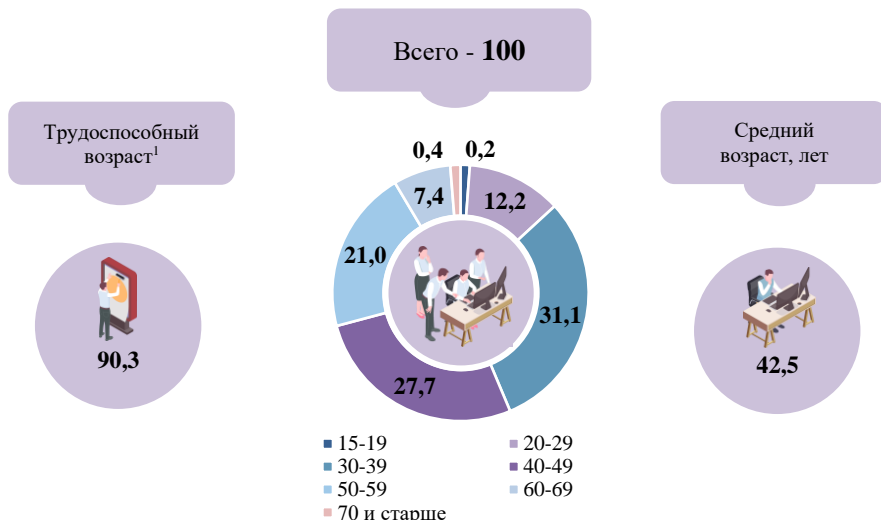 Всего - 100
Трудоспособный
возраст¹
90,3
0,4
0,2
7,4
12,2
21,0
31,1
27,7
15-19
20-29
30-39
40-49
50-59
60-69
70 и старше
Средний
возраст, лет
42,5